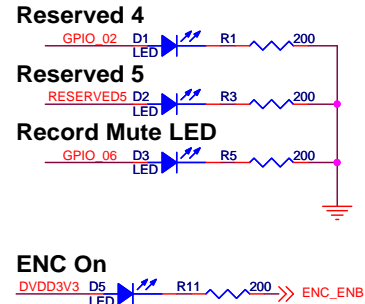 Reserved 4
GPIO_02 D1 R1 200
LED
Reserved 5
RESERVED5 D2 R3 200
LED
Record Mute LED
GPIO_06 D3 R5 200
LED
ENC On
DVDD3V3 D5 R11 200 ENC_ENB
LED